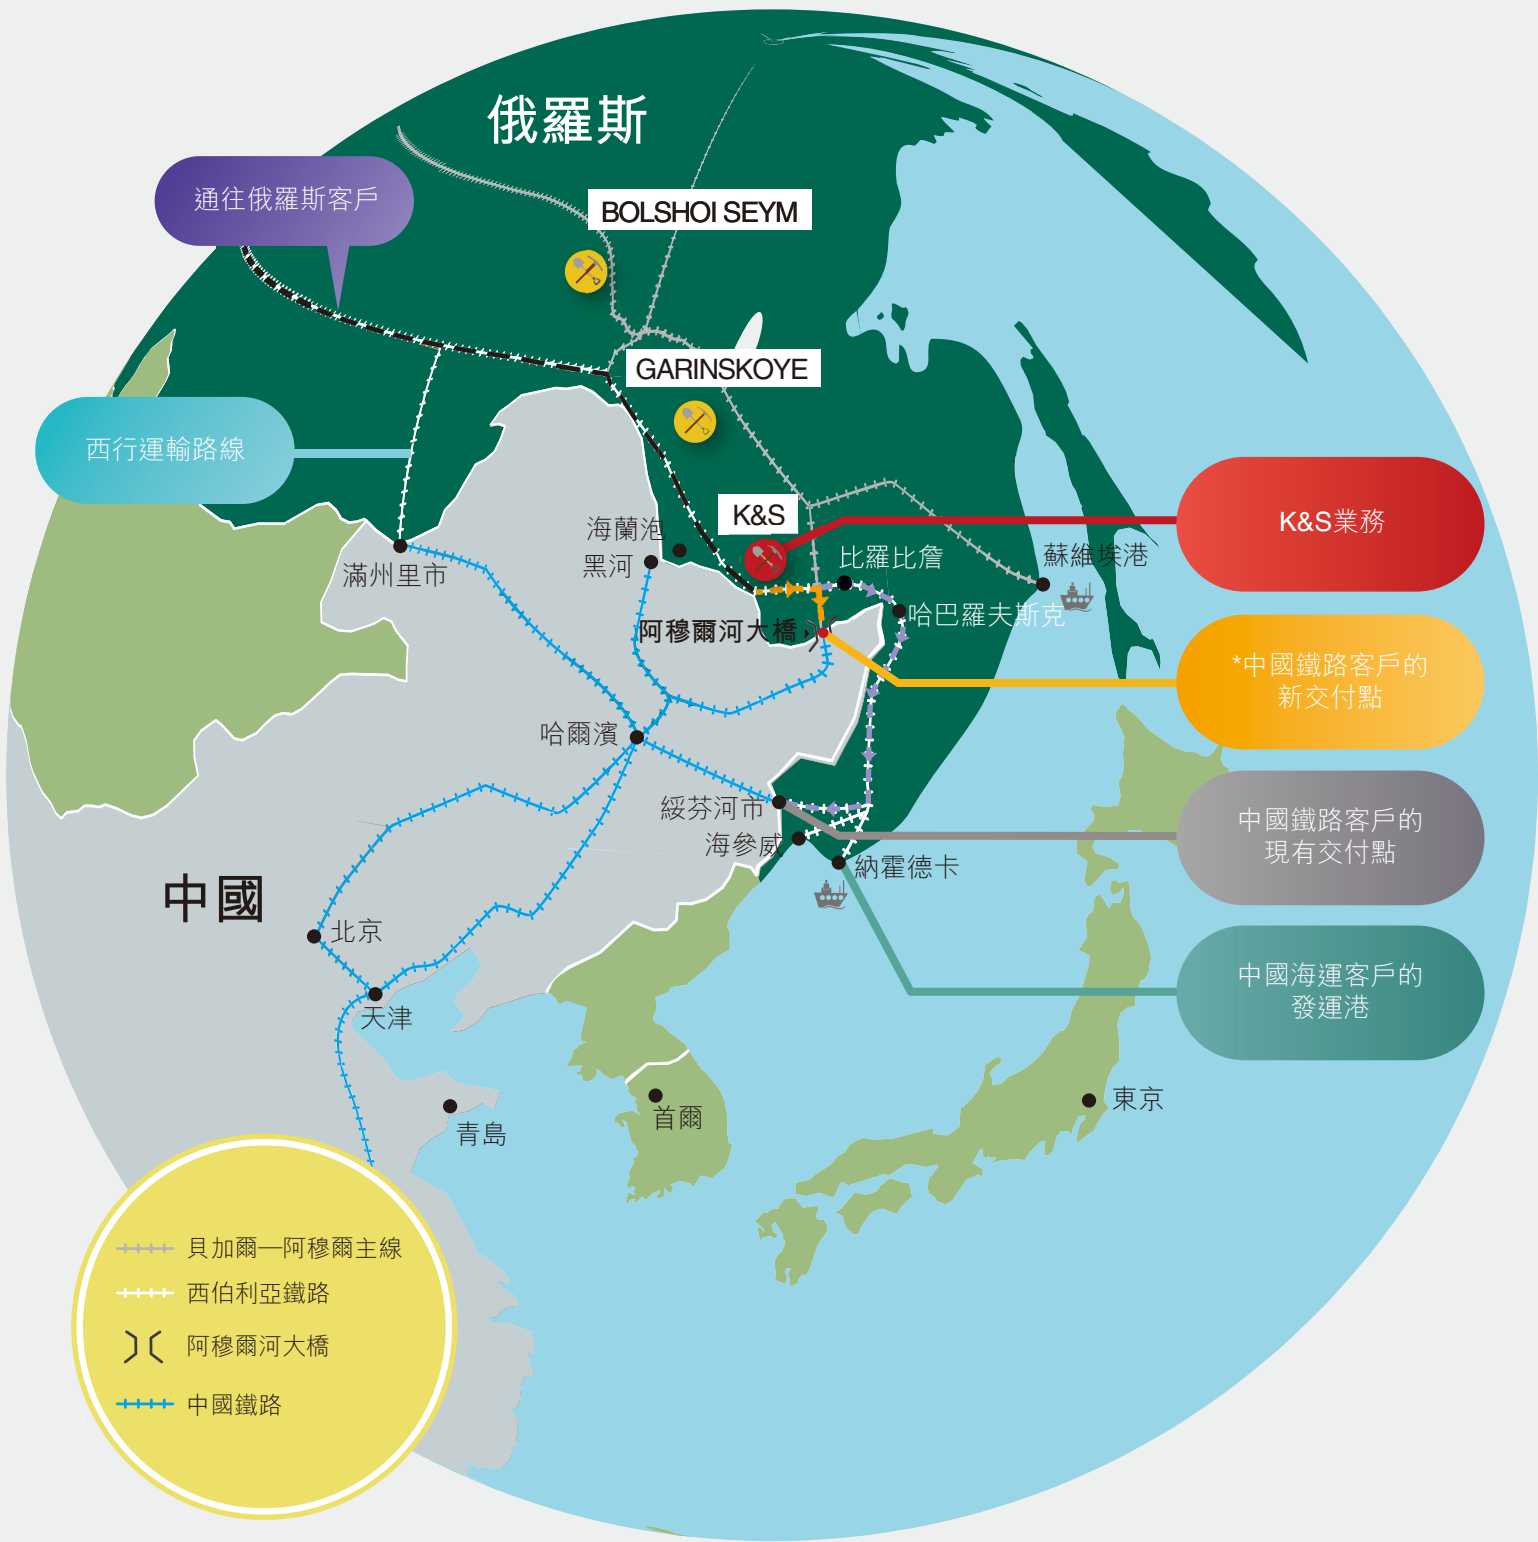 俄羅斯
通往俄羅斯客戶
BOLSHOI SEYM
GARINSKOYE
西行運輸路線
K&S
K&S業務
海蘭泡
黑河
滿州里市
比羅比詹
蘇維埃港
哈巴羅夫斯克
阿穆爾河大橋
*中國鐵路客戶的
新交付點
哈爾濱
綏芬河市
海參崴
納霍德卡
中國鐵路客戶的
現有交付點
中國
北京
天津
中國海運客戶的
發運港
青島
首爾
東京
貝加爾—阿穆爾主線
西伯利亞鐵路
阿穆爾河大橋
中國鐵路